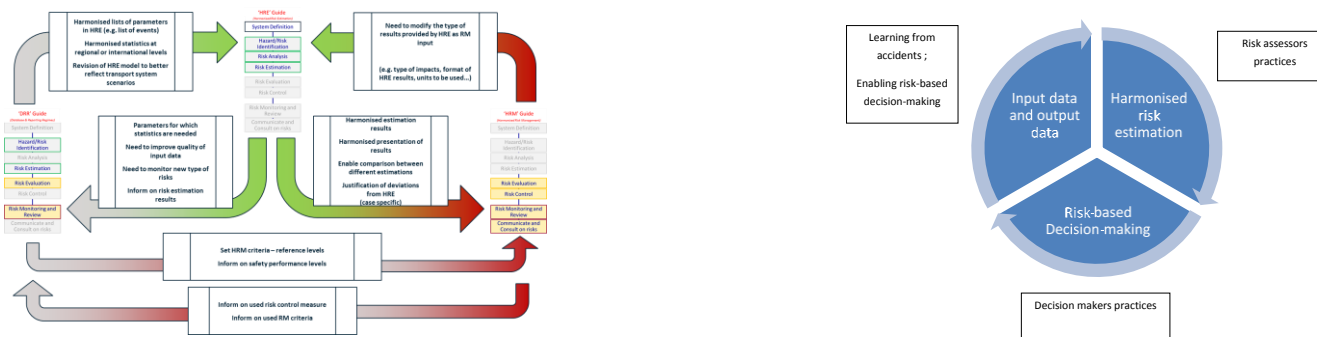 Harmonised lists of parameters
in HRE (e.g. list of events)
Harmonised statistics at
regional or international levels
Revision of HRE model to better
reflect transport system
scenarios
'HRE' Guide
System Definition
Hazard/Risk
Identification
Risk Analysis
Risk Estimation
Risk Evaluation
Risk Control
Risk Monitoring and
Review
Communicate and
Consult on risks
Need to modify the type of
results provided by HRE as RM
input
(e.g. type of impacts, format of
HRE results, units to be used...)
'DRR' Guide
System Definition
Hazard/Risk
Identification
Risk Analysis
Risk Estimation
Risk Evaluation
Risk Control
Risk Monitoring and
Review
Communicate and
Consult on risks
Parameters for which
statistics are needed
Need to improve quality of
input data
Need to monitor new type of
risks
Inform on risk estimation
results
Harmonised estimation
results
Harmonised presentation of
results
Enable comparison between
different estimations
Justification of deviations
from HRE
(case specific)
'HRM' Guide
System Definition
Hazard/Risk
Identification
Risk Analysis
Risk Estimation
Risk Evaluation
Risk Control
Risk Monitoring and
Review
Communicate and
Consult on risks
Set HRM criteria – reference levels
Inform on safety performance levels
Inform on used risk control measure
Inform on used RM criteria
Learning from
accidents ;
Enabling risk-based
decision-making
Input data
and output
data
Harmonised
risk
estimation
Risk-based
Decision-making
Risk assessors
practices
Decision makers practices